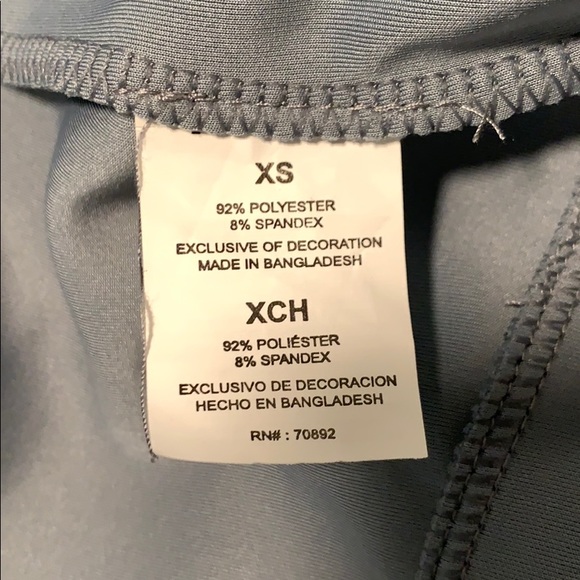 XS
92% POLYESTER
8% SPANDEX
EXCLUSIVE OF DECORATION
MADE IN BANGLADESH
XCH
92% POLIÉSTER
8% SPANDEX
EXCLUSIVO DE DECORACION
HECHO EN BANGLADESH
RN# : 70892